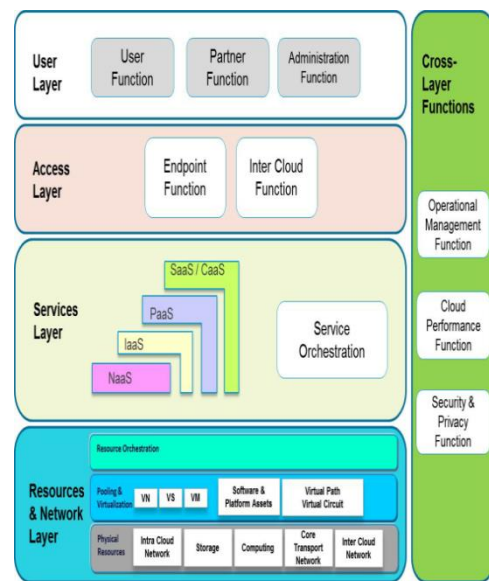 User
Layer
User
Function
Partner
Function
Administration
Function
Cross-
Layer
Functions
Access
Layer
Endpoint
Function
Inter Cloud
Function
Operational
Management
Function
Services
Layer
SaaS / CaaS
PaaS
IaaS
NaaS
Service
Orchestration
Cloud
Performance
Function
Security &
Privacy
Function
Resources
& Network
Layer
Resource Orchestration
Pooling &
Virtualization
VN
VS
VM
Software &
Platform Assets
Virtual Path
Virtual Circuit
Physical
Resources
Intra Cloud
Network
Storage
Computing
Core
Transport
Network
Inter Cloud
Network